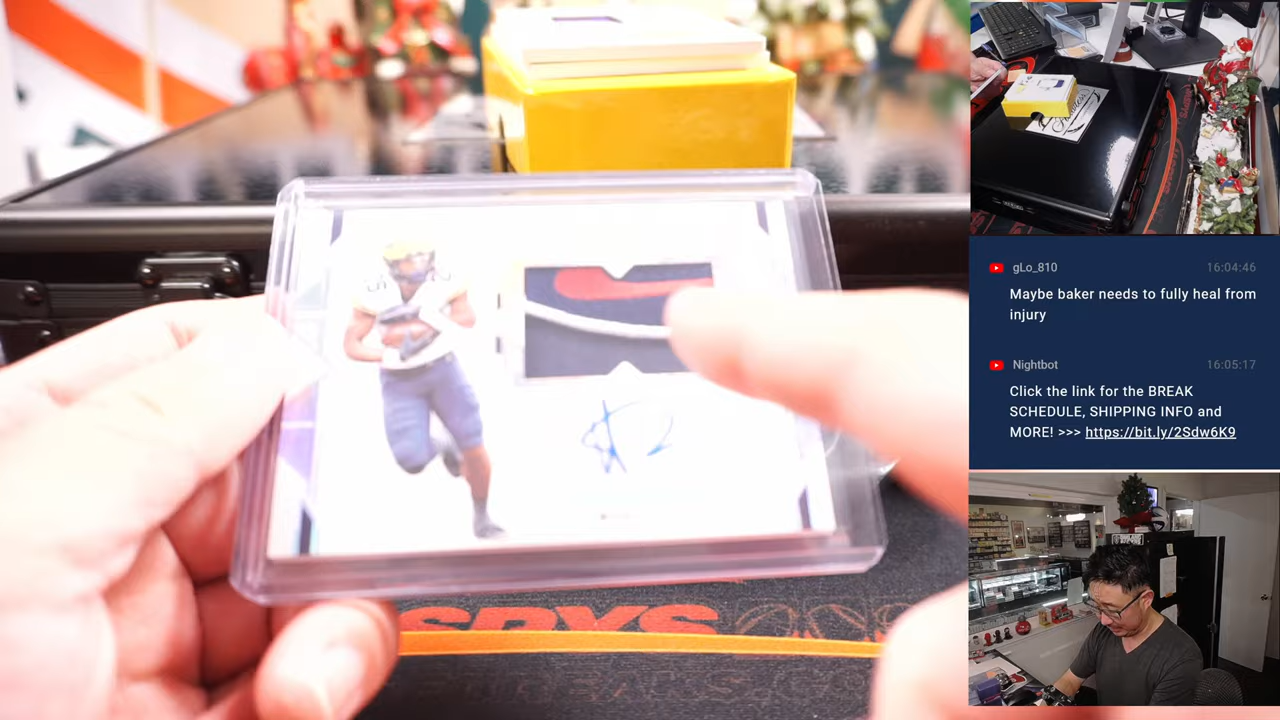 gLo_810 16:04:46
Maybe baker needs to fully heal from
injury
Nightbot 16:05:17
Click the link for the BREAK
SCHEDULE, SHIPPING INFO and
MORE! >>> https://bit.ly/2Sdw6K9